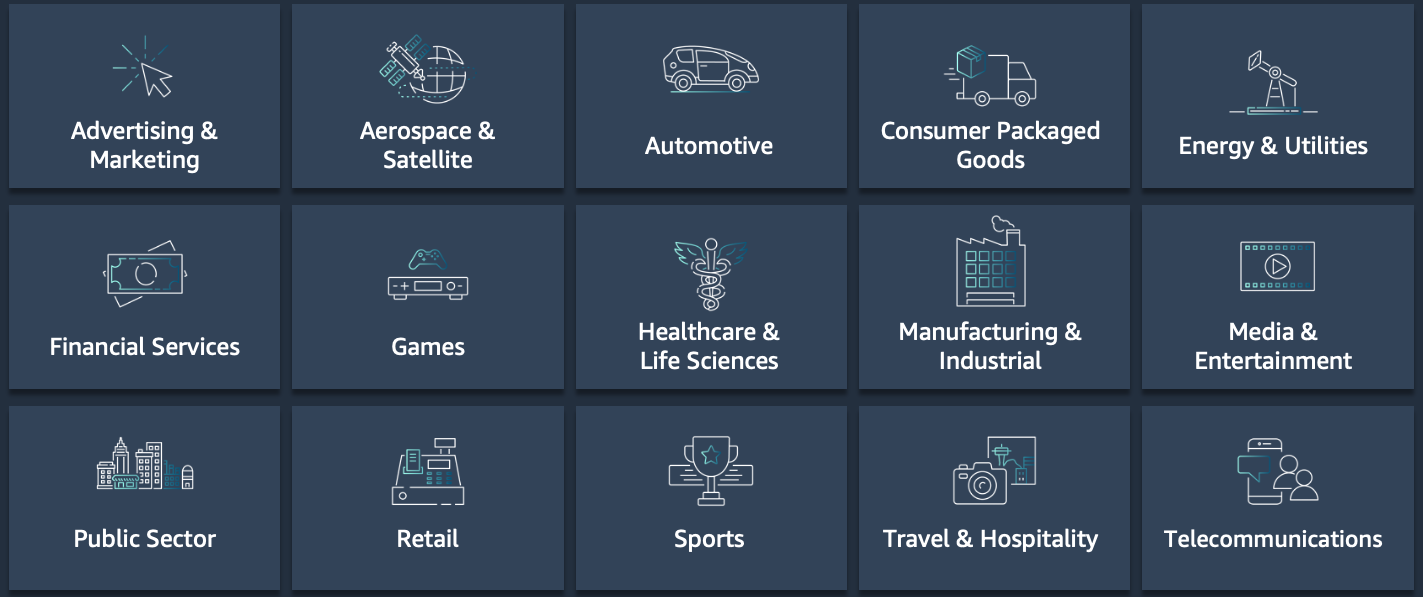 Advertising &
Marketing
Aerospace &
Satellite
Automotive
Consumer Packaged
Goods
Energy & Utilities
Financial Services
Games
Healthcare &
Life Sciences
Manufacturing &
Industrial
Media &
Entertainment
Public Sector
Retail
Sports
Travel & Hospitality
Telecommunications